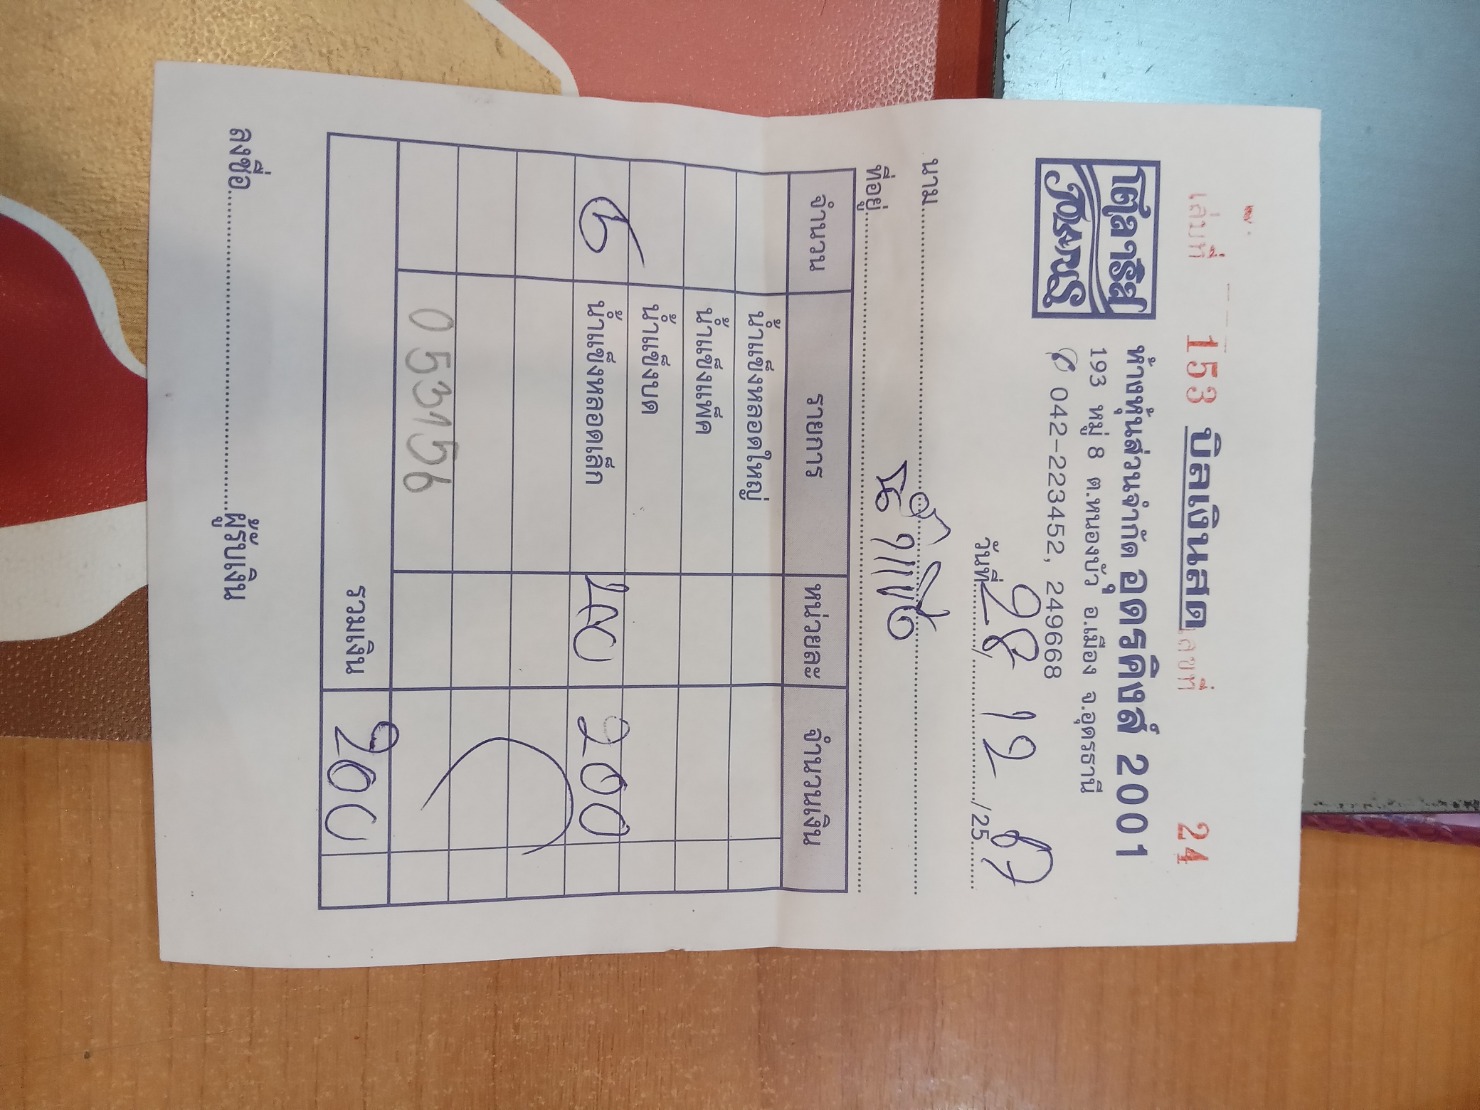 เล่มที่ 153 บิลเงินสด เลขที่ 24
โตลาริส
POLARIS
ห้างหุ้นส่วนจำกัด อุดรคิงส์ 2001
193 หมู่ 8 ต.หนองบัว อ.เมือง จ.อุดรธานี
042-223452, 249668
วันที่ 28 12 /25 67
นาม
ที่อยู่
จำนวน รายการ หน่วยละ จำนวนเงิน
น้ำแข็งหลอดใหญ่
น้ำแข็งแพ็ค
น้ำแข็งบด
5 น้ำแข็งหลอดเล็ก 40 200
053156
รวมเงิน 200
ลงชื่อ ผู้รับเงิน